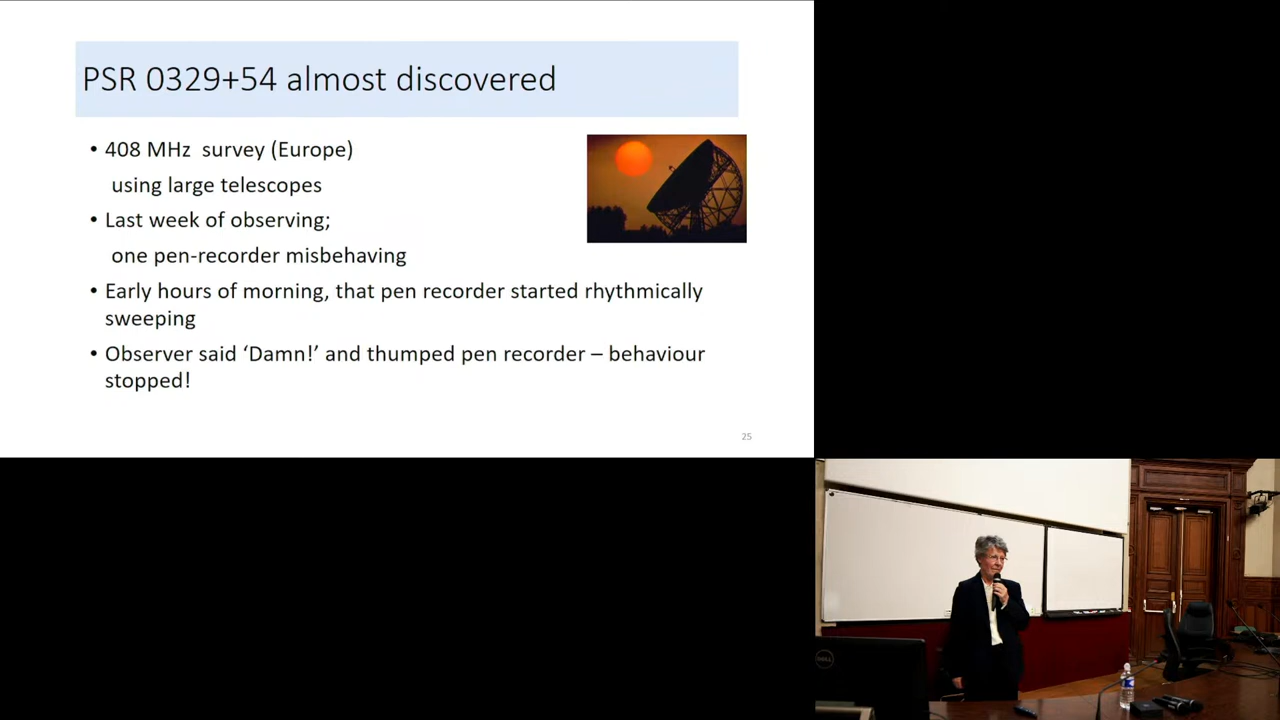 PSR 0329+54 almost discovered
• 408 MHz survey (Europe)
using large telescopes
• Last week of observing;
one pen-recorder misbehaving
• Early hours of morning, that pen recorder started rhythmically
sweeping
• Observer said ‘Damn!’ and thumped pen recorder – behaviour
stopped!
25
DELL